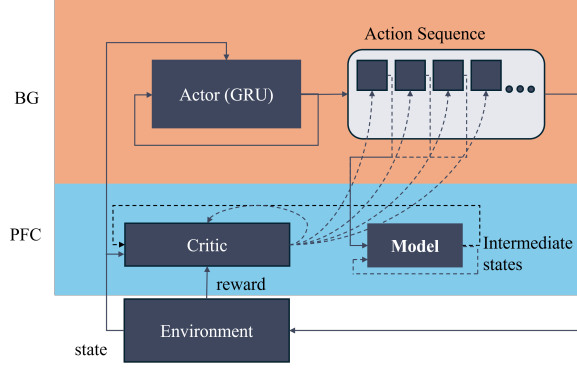 Action Sequence
BG
Actor (GRU)
PFC
Critic
Model
Intermediate
states
reward
Environment
state